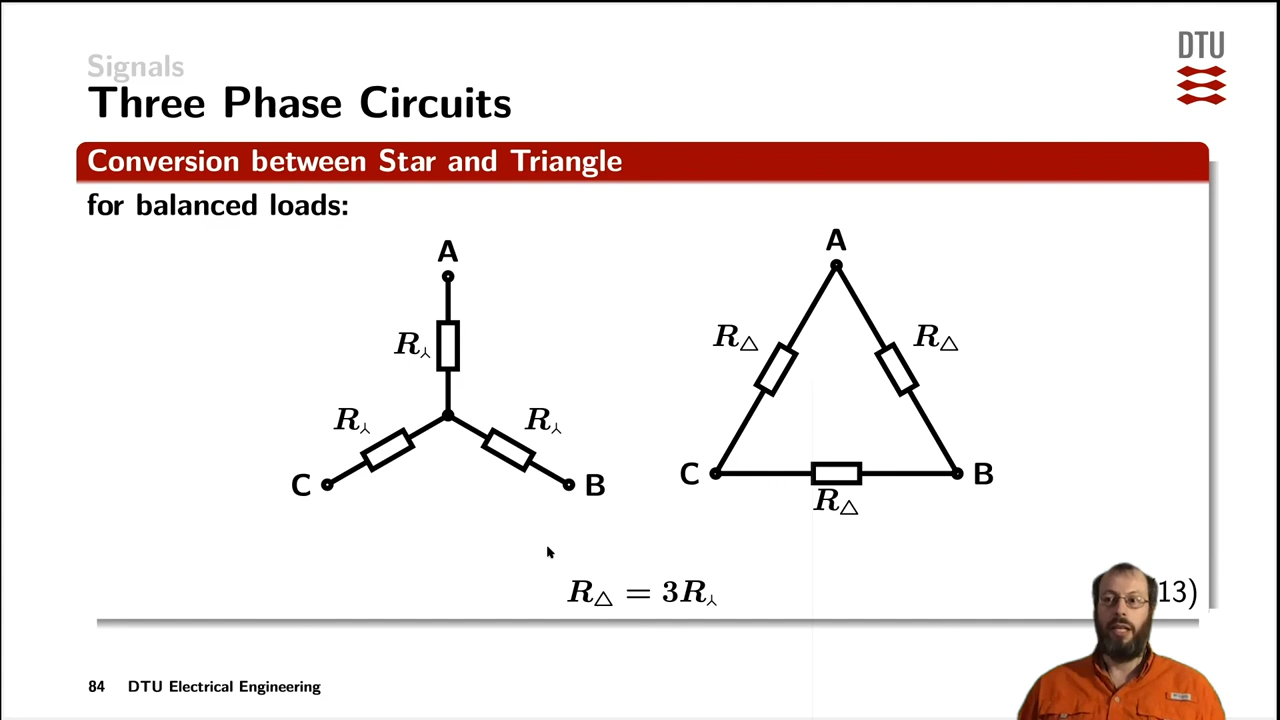 Signals
DTU
Three Phase Circuits
Conversion between Star and Triangle
for balanced loads:
A
A
R⅄
R△
R△
R⅄
R⅄
C
B
C
B
R△
R△ = 3R⅄
13)
84 DTU Electrical Engineering